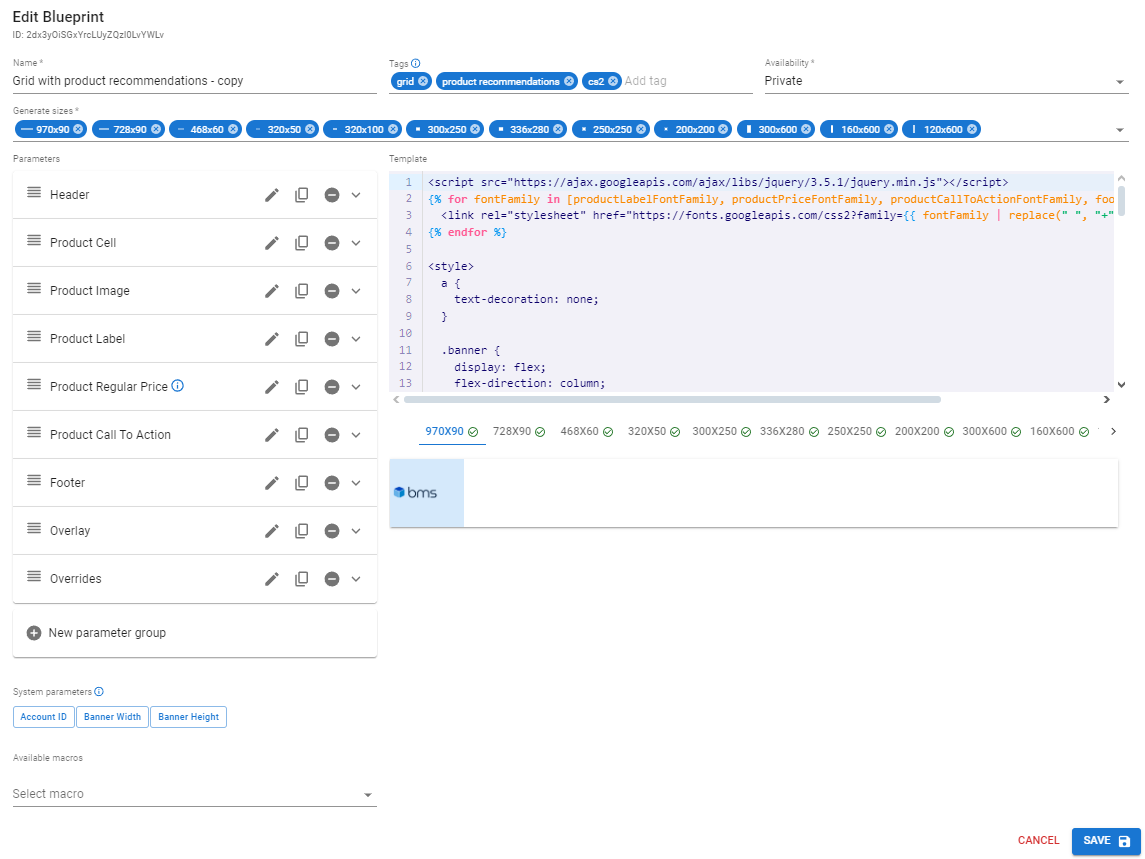 Edit Blueprint
ID: 2dx3yOiSGxYrcLUyZQzI0LvYWLv
Name *
Grid with product recommendations - copy
Tags
grid product recommendations cs2 Add tag
Availability *
Private
Generate sizes *
970x90 728x90 468x60 320x50 320x100 300x250 336x280 250x250 200x200 300x600 160x600 120x600
Parameters
Header
Product Cell
Product Image
Product Label
Product Regular Price
Product Call To Action
Footer
Overlay
Overrides
New parameter group
System parameters
Account ID Banner Width Banner Height
Available macros
Select macro
Template
1 <script src="https://ajax.googleapis.com/ajax/libs/jquery/3.5.1/jquery.min.js"></script>
2 {% for fontFamily in [productLabelFontFamily, productPriceFontFamily, productCallToActionFontFamily, foo
3 <link rel="stylesheet" href="https://fonts.googleapis.com/css2?family={{ fontFamily | replace(" ", "+"
4 {% endfor %}
5
6 <style>
7 a {
8 text-decoration: none;
9 }
10
11 .banner {
12 display: flex;
13 flex-direction: column;
970X90 728X90 468X60 320X50 300X250 336X280 250X250 200X200 300X600 160X600
bms
CANCEL SAVE